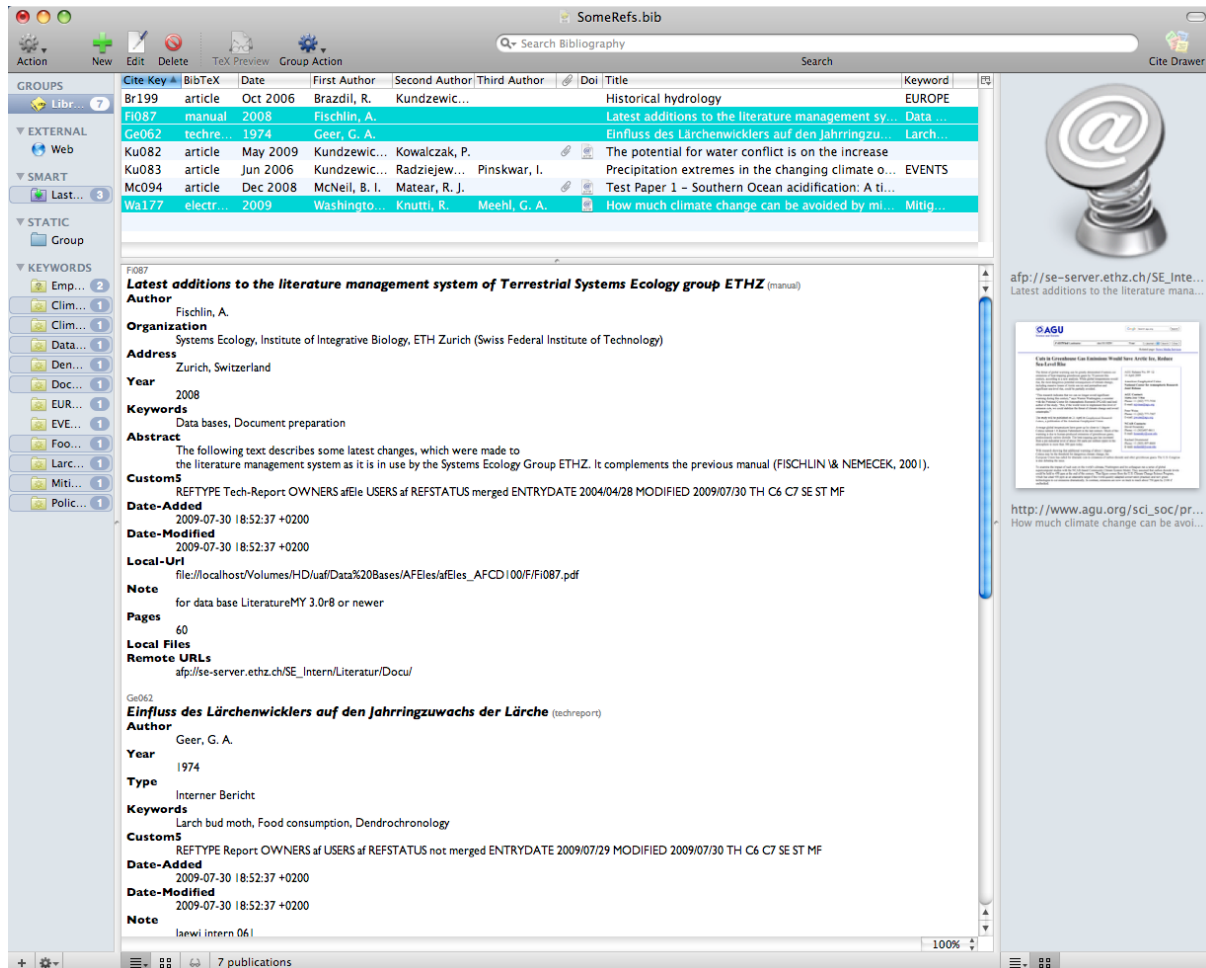 SomeRefs.bib
Action New Edit Delete TeX Preview Group Action Search Bibliography Search Cite Drawer
GROUPS
Libr... 7
EXTERNAL
Web
SMART
Last... 3
STATIC
Group
KEYWORDS
Emp... 2
Clim... 1
Clim... 1
Data... 1
Den... 1
Doc... 1
EUR... 1
EVE... 1
Foo... 1
Larc... 1
Miti... 1
Polic... 1
Cite Key BibTeX Date First Author Second Author Third Author Doi Title Keyword
Br199 article Oct 2006 Brazdil, R. Kundzewic... Historical hydrology EUROPE
Fi087 manual 2008 Fischlin, A. Latest additions to the literature management sy... Data ...
Ge062 techre... 1974 Geer, G. A. Einfluss des Lärchenwicklers auf den Jahrringzu... Larch...
Ku082 article May 2009 Kundzewic... Kowalczak, P. The potential for water conflict is on the increase
Ku083 article Jun 2006 Kundzewic... Radziejew... Pinskwar, I. Precipitation extremes in the changing climate o... EVENTS
Mc094 article Dec 2008 McNeil, B. I. Matear, R. J. Test Paper 1 – Southern Ocean acidification: A ti...
Wa177 electr... 2009 Washingto... Knutti, R. Meehl, G. A. How much climate change can be avoided by mi... Mitig...
Fi087
Latest additions to the literature management system of Terrestrial Systems Ecology group ETHZ (manual)
Author
Fischlin, A.
Organization
Systems Ecology, Institute of Integrative Biology, ETH Zurich (Swiss Federal Institute of Technology)
Address
Zurich, Switzerland
Year
2008
Keywords
Data bases, Document preparation
Abstract
The following text describes some latest changes, which were made to
the literature management system as it is in use by the Systems Ecology Group ETHZ. It complements the previous manual (FISCHLIN \& NEMECEK, 2001).
Custom5
REFTYPE Tech-Report OWNERS afEle USERS af REFSTATUS merged ENTRYDATE 2004/04/28 MODIFIED 2009/07/30 TH C6 C7 SE ST MF
Date-Added
2009-07-30 18:52:37 +0200
Date-Modified
2009-07-30 18:52:37 +0200
Local-Url
file://localhost/Volumes/HD/uaf/Data%20Bases/AFEles/afEles_AFCD100/F/Fi087.pdf
Note
for data base LiteratureMY 3.0r8 or newer
Pages
60
Local Files
Remote URLs
afp://se-server.ethz.ch/SE_Intern/Literatur/Docu/
Ge062
Einfluss des Lärchenwicklers auf den Jahrringzuwachs der Lärche (techreport)
Author
Geer, G. A.
Year
1974
Type
Interner Bericht
Keywords
Larch bud moth, Food consumption, Dendrochronology
Custom5
REFTYPE Report OWNERS af USERS af REFSTATUS not merged ENTRYDATE 2009/07/29 MODIFIED 2009/07/30 TH C6 C7 SE ST MF
Date-Added
2009-07-30 18:52:37 +0200
Date-Modified
2009-07-30 18:52:37 +0200
Note
laewi intern 061
100%
7 publications
@
afp://se-server.ethz.ch/SE_Inte...
Latest additions to the literature mana...
AGU
Cuts in Greenhouse Gas Emissions Would Save Arctic Ice, Reduce
Sea-Level Rise
http://www.agu.org/sci_soc/pr...
How much climate change can be avoi...